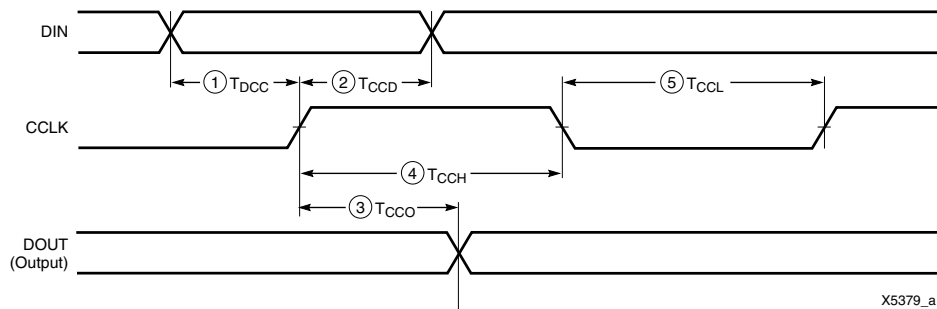 DIN
① TDCC
② TCCD
⑤ TCCL
CCLK
④ TCCH
③ TCCO
DOUT
(Output)
X5379_a